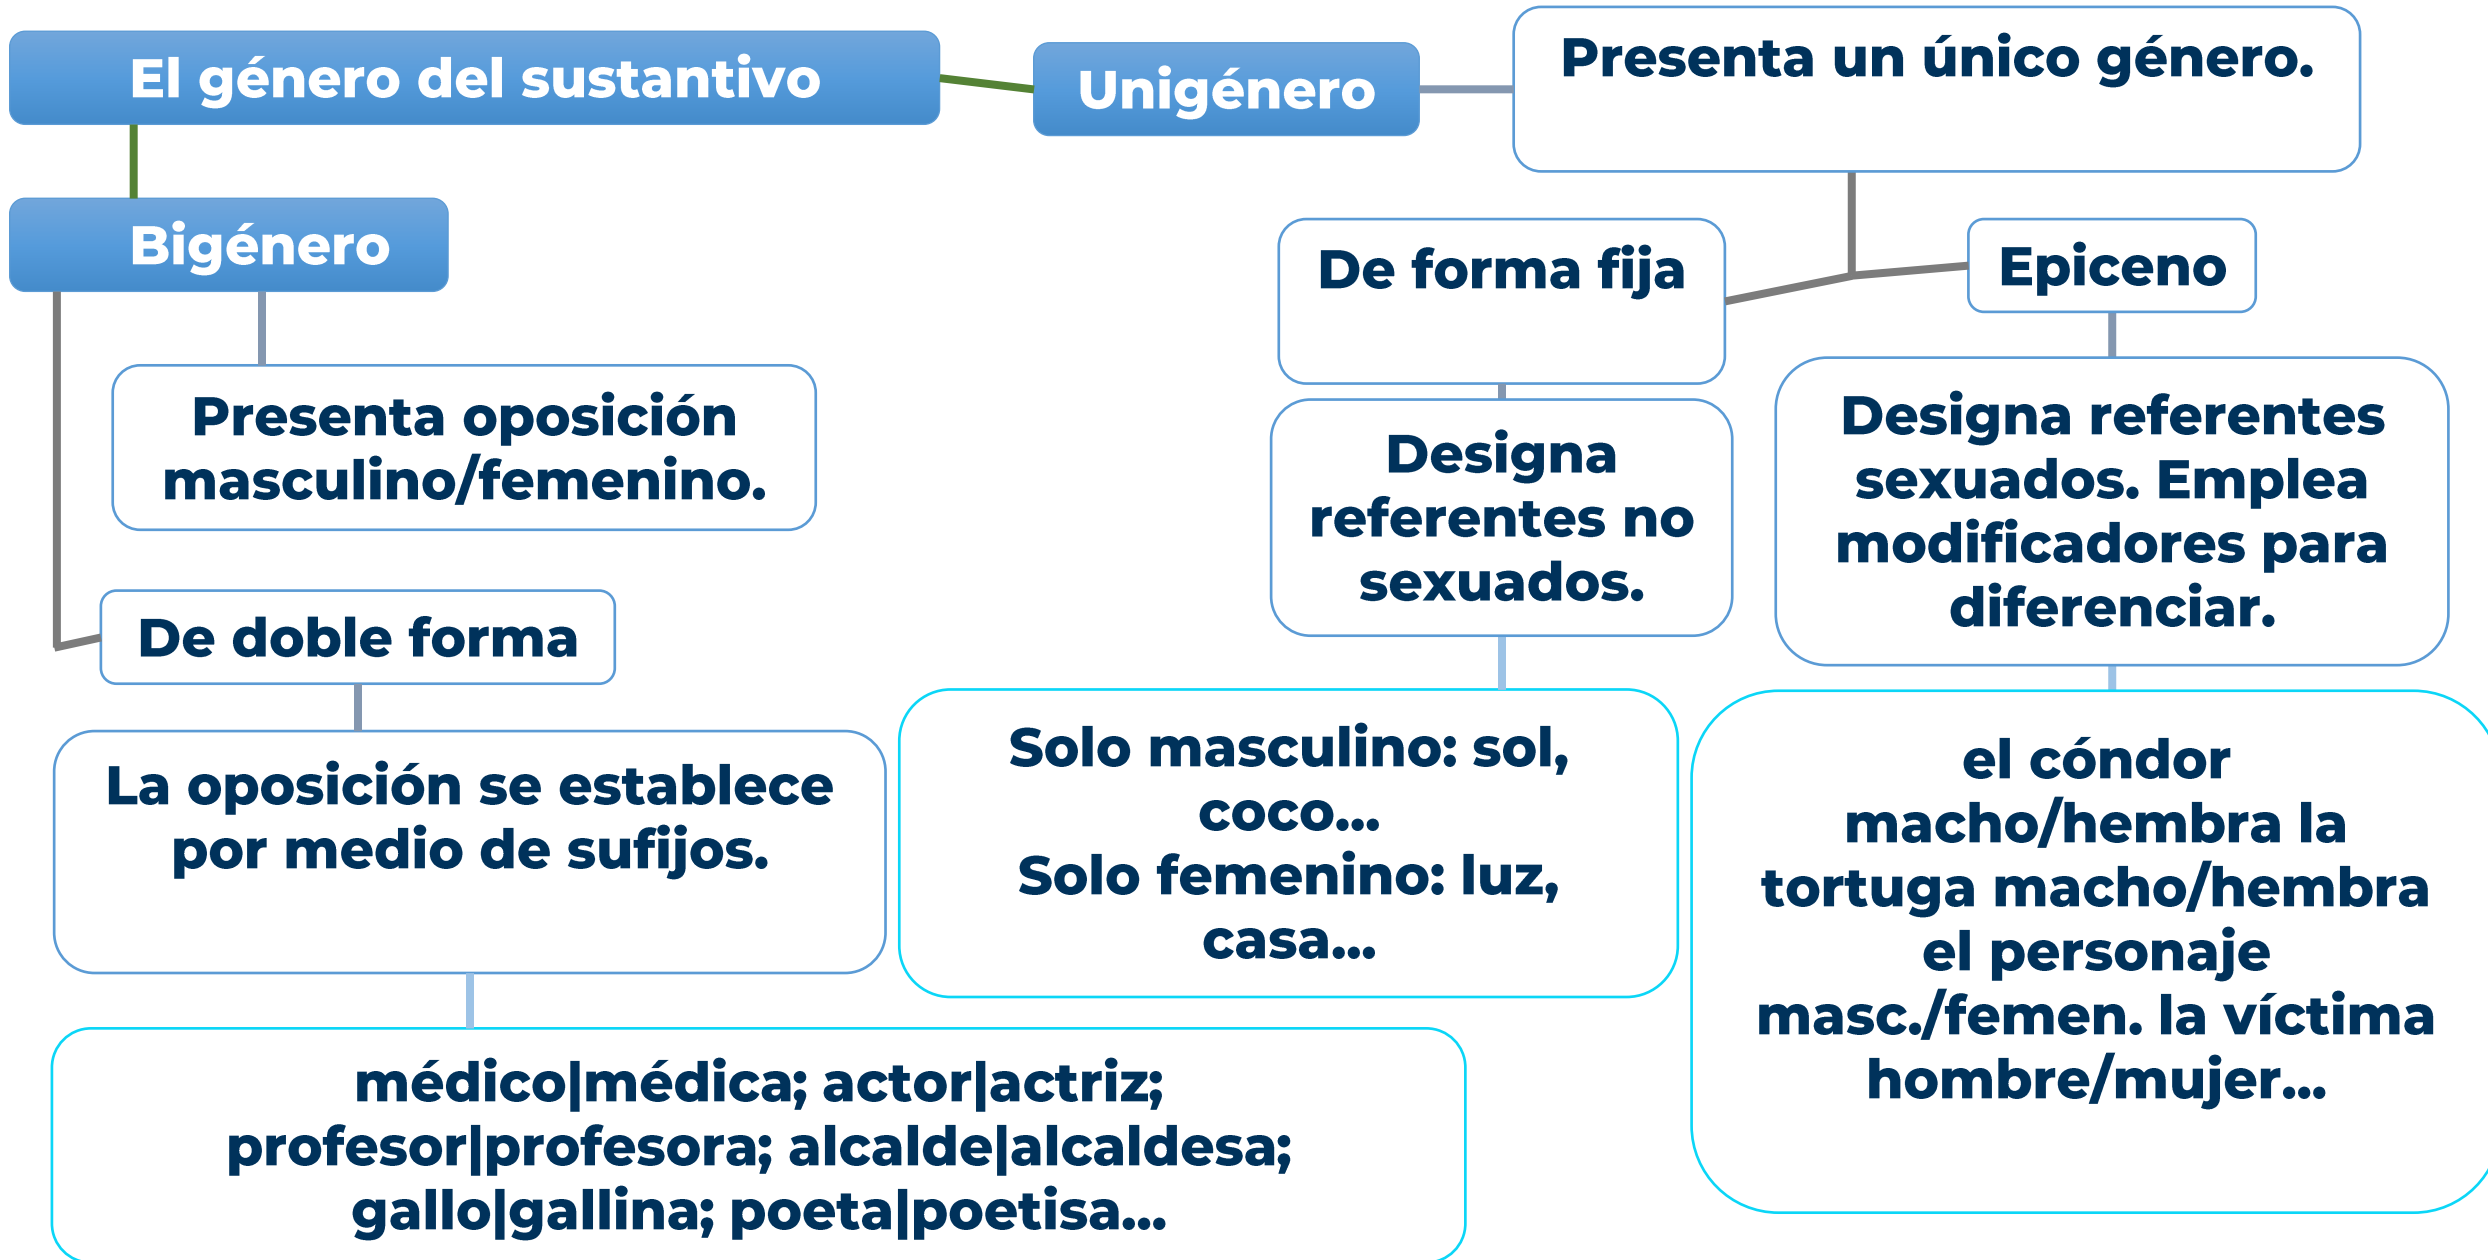 El género del sustantivo
Unigénero
Presenta un único género.
Bigénero
De forma fija
Epiceno
Presenta oposición
masculino/femenino.
Designa
referentes no
sexuados.
Designa referentes
sexuados. Emplea
modificadores para
diferenciar.
De doble forma
La oposición se establece
por medio de sufijos.
Solo masculino: sol,
coco...
Solo femenino: luz,
casa...
el cóndor
macho/hembra la
tortuga macho/hembra
el personaje
masc./femen. la víctima
hombre/mujer...
médico|médica; actor|actriz;
profesor|profesora; alcalde|alcaldesa;
gallo|gallina; poeta|poetisa...